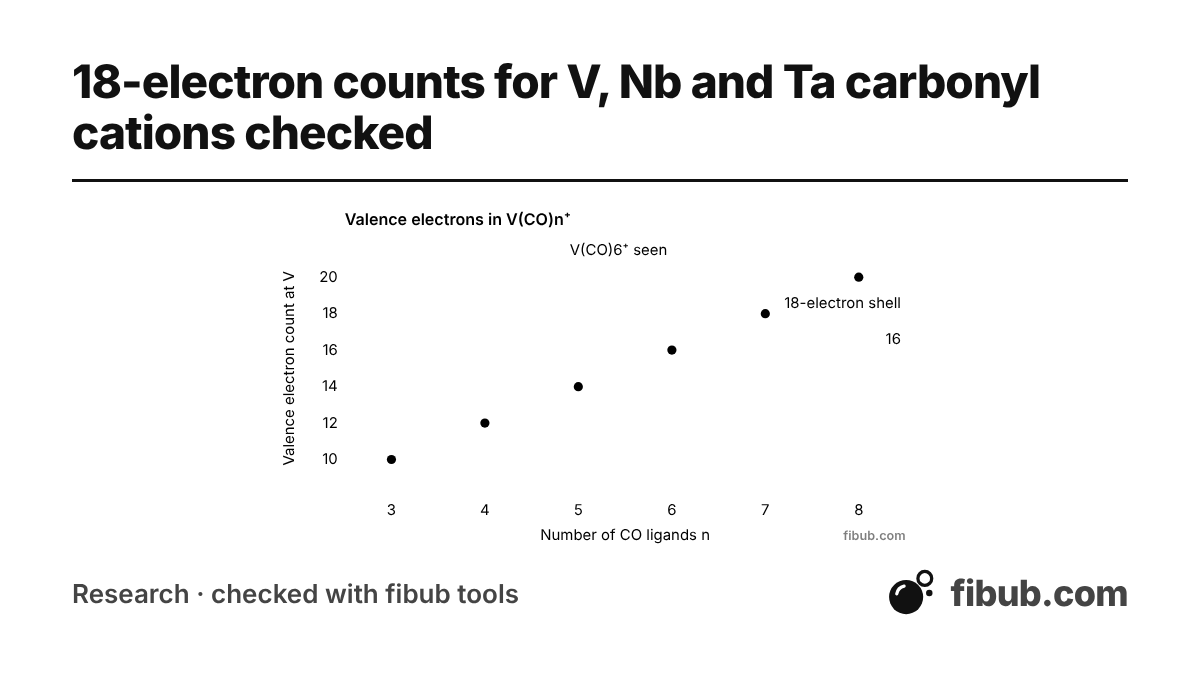 18-electron counts for V, Nb and Ta carbonyl
cations checked
Valence electrons in V(CO)n⁺
V(CO)6⁺ seen
Valence electron count at V
20
18-electron shell
18
16
16
14
12
10
3 4 5 6 7 8
Number of CO ligands n
fibub.com
Research · checked with fibub tools
fibub.com